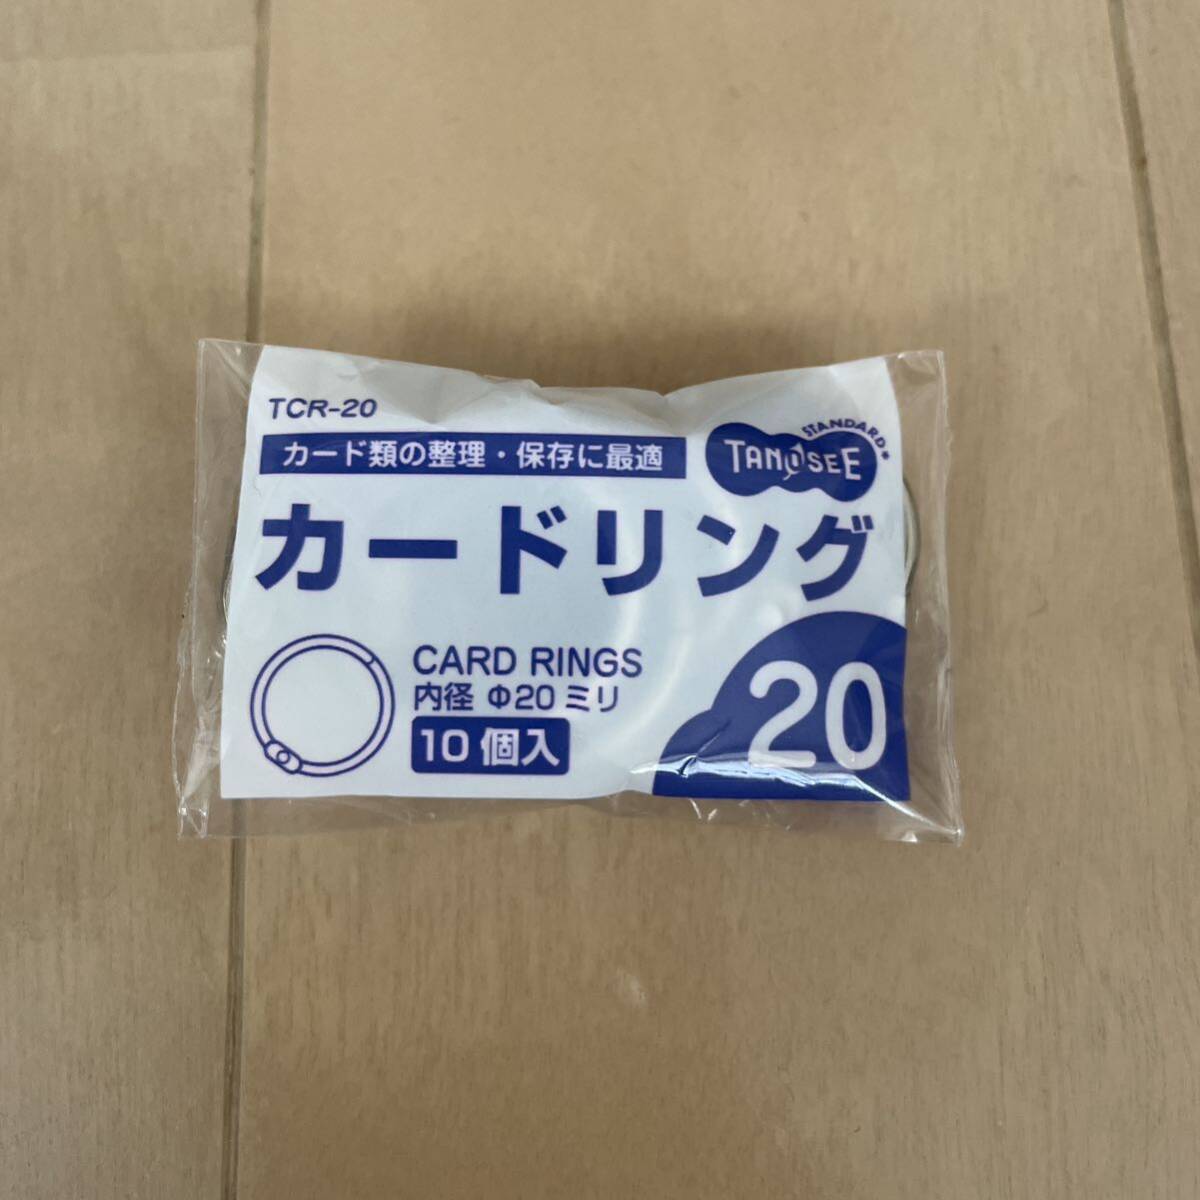 TCR-20
カード類の整理・保存に最適
TANOSEE
STANDARD*
カードリング
CARD RINGS
内径 Φ20ミリ
10個入
20